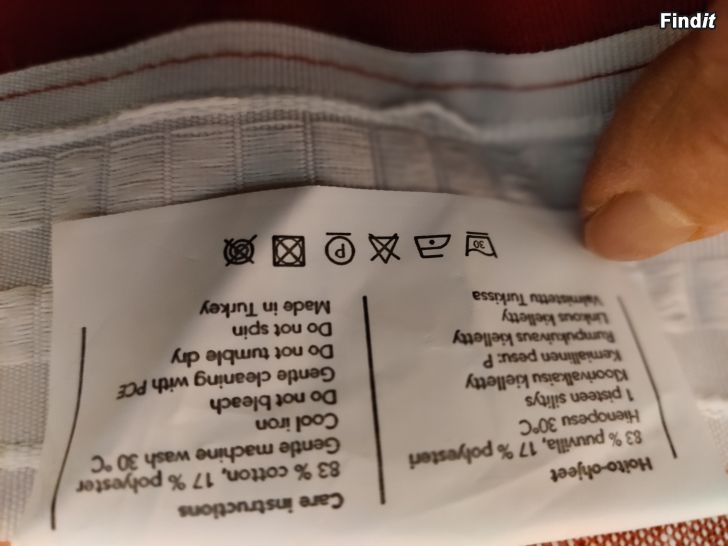 Findit
Hoito-ohjeet
83 % puuvilla, 17 % polyesteri
Hienopesu 30°C
1 pisteen silitys
Kloorivalkaisu kielletty
Kemiallinen pesu: P
Rumpukuivaus kielletty
Linkous kielletty
Valmistettu Turkissa
Care instructions
83 % cotton, 17 % polyester
Gentle machine wash 30 °C
Cool iron
Do not bleach
Gentle cleaning with PCE
Do not tumble dry
Do not spin
Made in Turkey
30
P